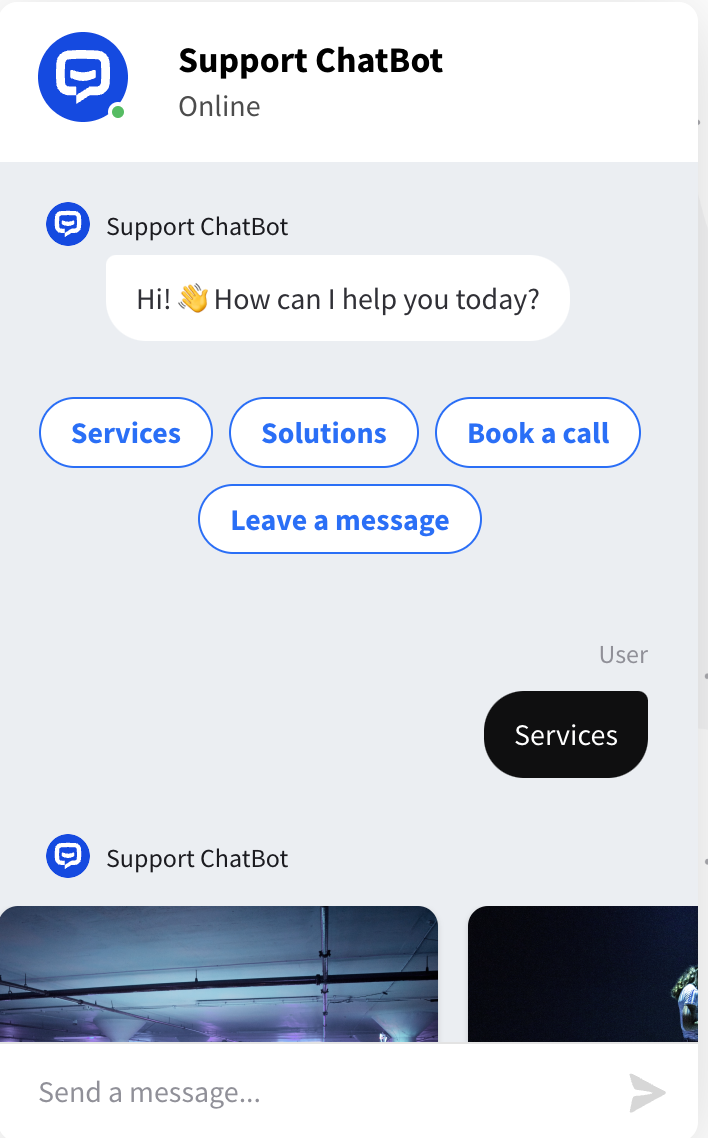 Support ChatBot
Online
Support ChatBot
Hi! 👋 How can I help you today?
Services
Solutions
Book a call
Leave a message
User
Services
Support ChatBot
Send a message...